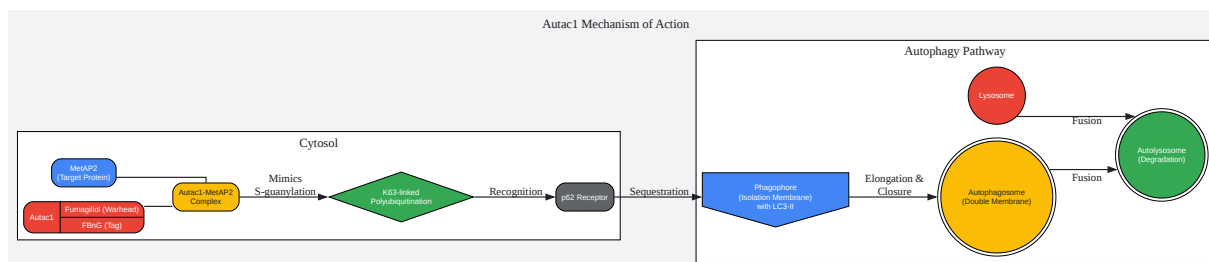 Autac1 Mechanism of Action
Cytosol
MetAP2
(Target Protein)
Autac1
Fumagillol (Warhead)
FBnG (Tag)
Autac1-MetAP2
Complex
Mimics
S-guanylation
K63-linked
Polyubiquitination
Recognition
p62 Receptor
Sequestration
Autophagy Pathway
Phagophore
(Isolation Membrane)
with LC3-II
Elongation &
Closure
Lysosome
Autophagosome
(Double Membrane)
Fusion
Fusion
Autolysosome
(Degradation)